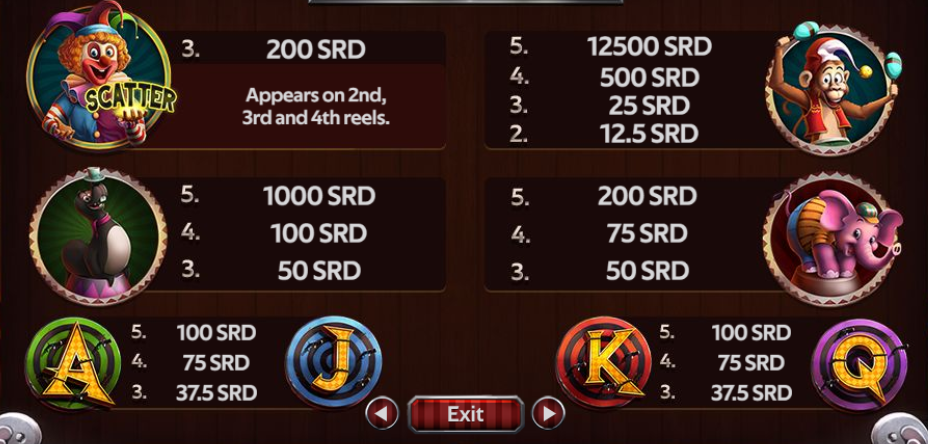 SCATTER
3. 200 SRD
Appears on 2nd,
3rd and 4th reels.
5. 12500 SRD
4. 500 SRD
3. 25 SRD
2. 12.5 SRD
5. 1000 SRD
4. 100 SRD
3. 50 SRD
5. 200 SRD
4. 75 SRD
3. 50 SRD
A
5. 100 SRD
4. 75 SRD
3. 37.5 SRD
J
K
5. 100 SRD
4. 75 SRD
3. 37.5 SRD
Q
Exit